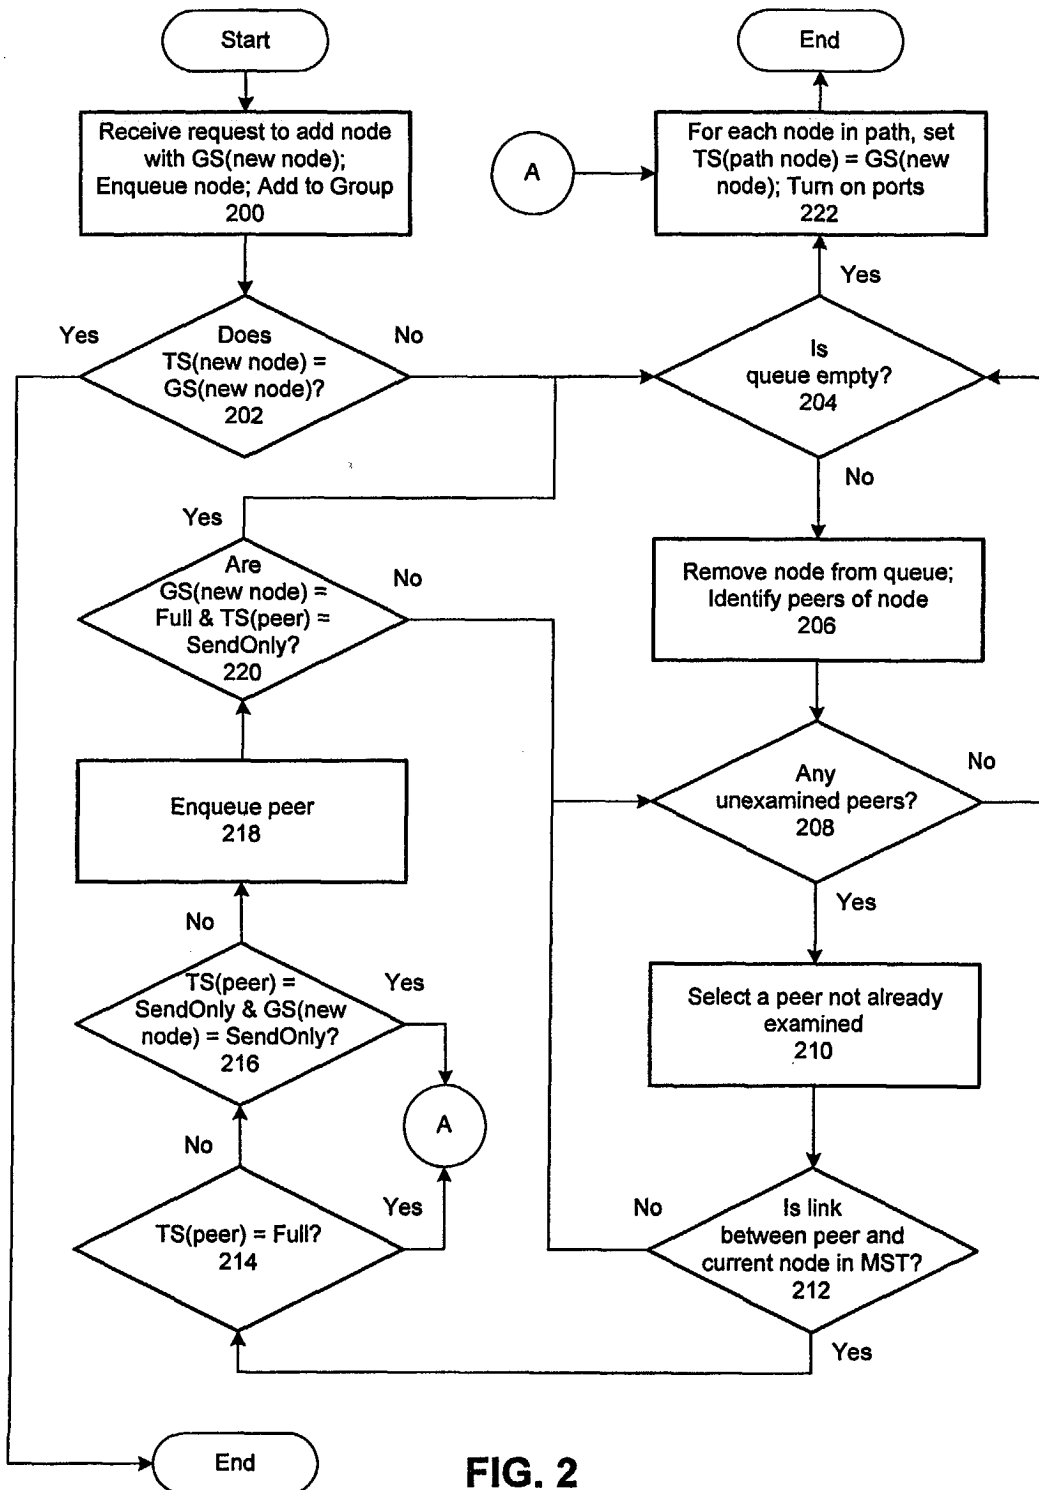 Start
Receive request to add node
with GS(new node);
Enqueue node; Add to Group
200
Yes
Does
TS(new node) =
GS(new node)?
202
No
End
A
For each node in path, set
TS(path node) = GS(new
node); Turn on ports
222
Yes
Is
queue empty?
204
No
Remove node from queue;
Identify peers of node
206
Any
unexamined peers?
208
No
Yes
Select a peer not already
examined
210
Is link
between peer and
current node in MST?
212
No
Yes
Yes
Are
GS(new node) =
Full & TS(peer) =
SendOnly?
220
No
Enqueue peer
218
No
TS(peer) =
SendOnly & GS(new
node) = SendOnly?
216
Yes
A
No
TS(peer) = Full?
214
Yes
End
FIG. 2